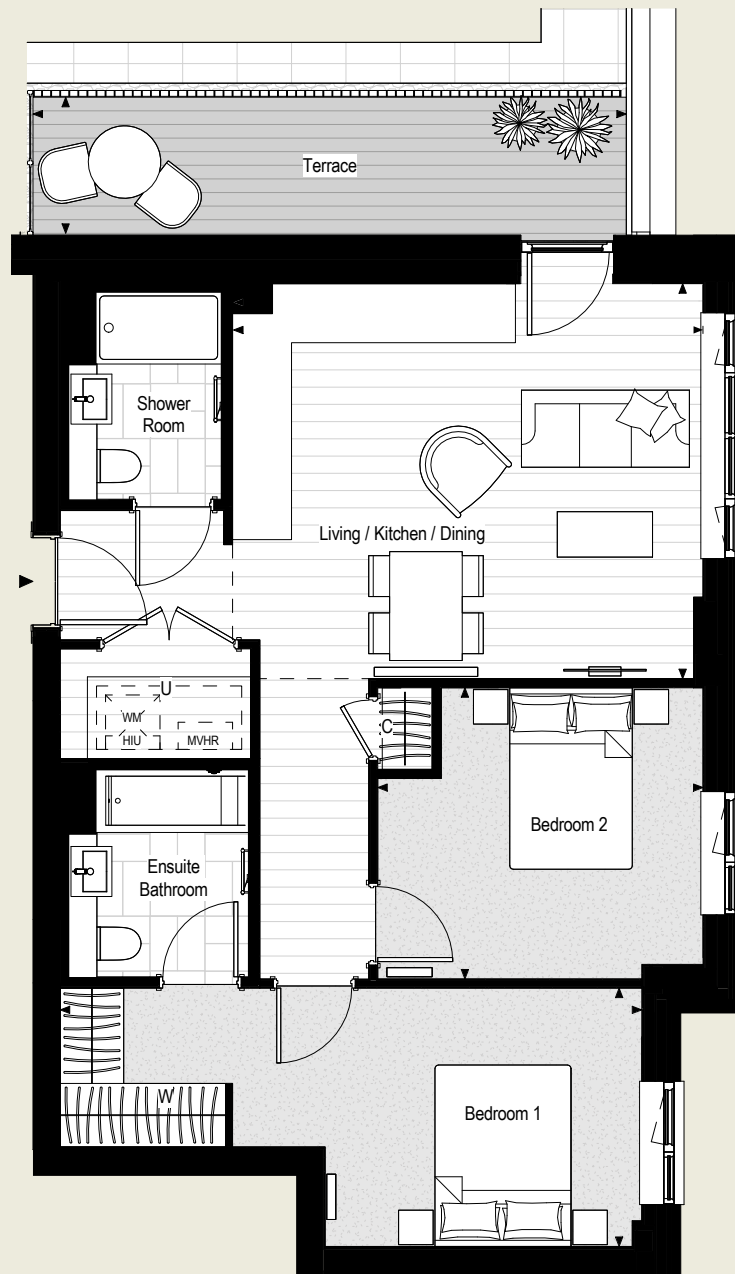 Terrace
Shower
Room
Living / Kitchen / Dining
U
WM
HIU
MVHR
C
Bedroom 2
Ensuite
Bathroom
W
Bedroom 1